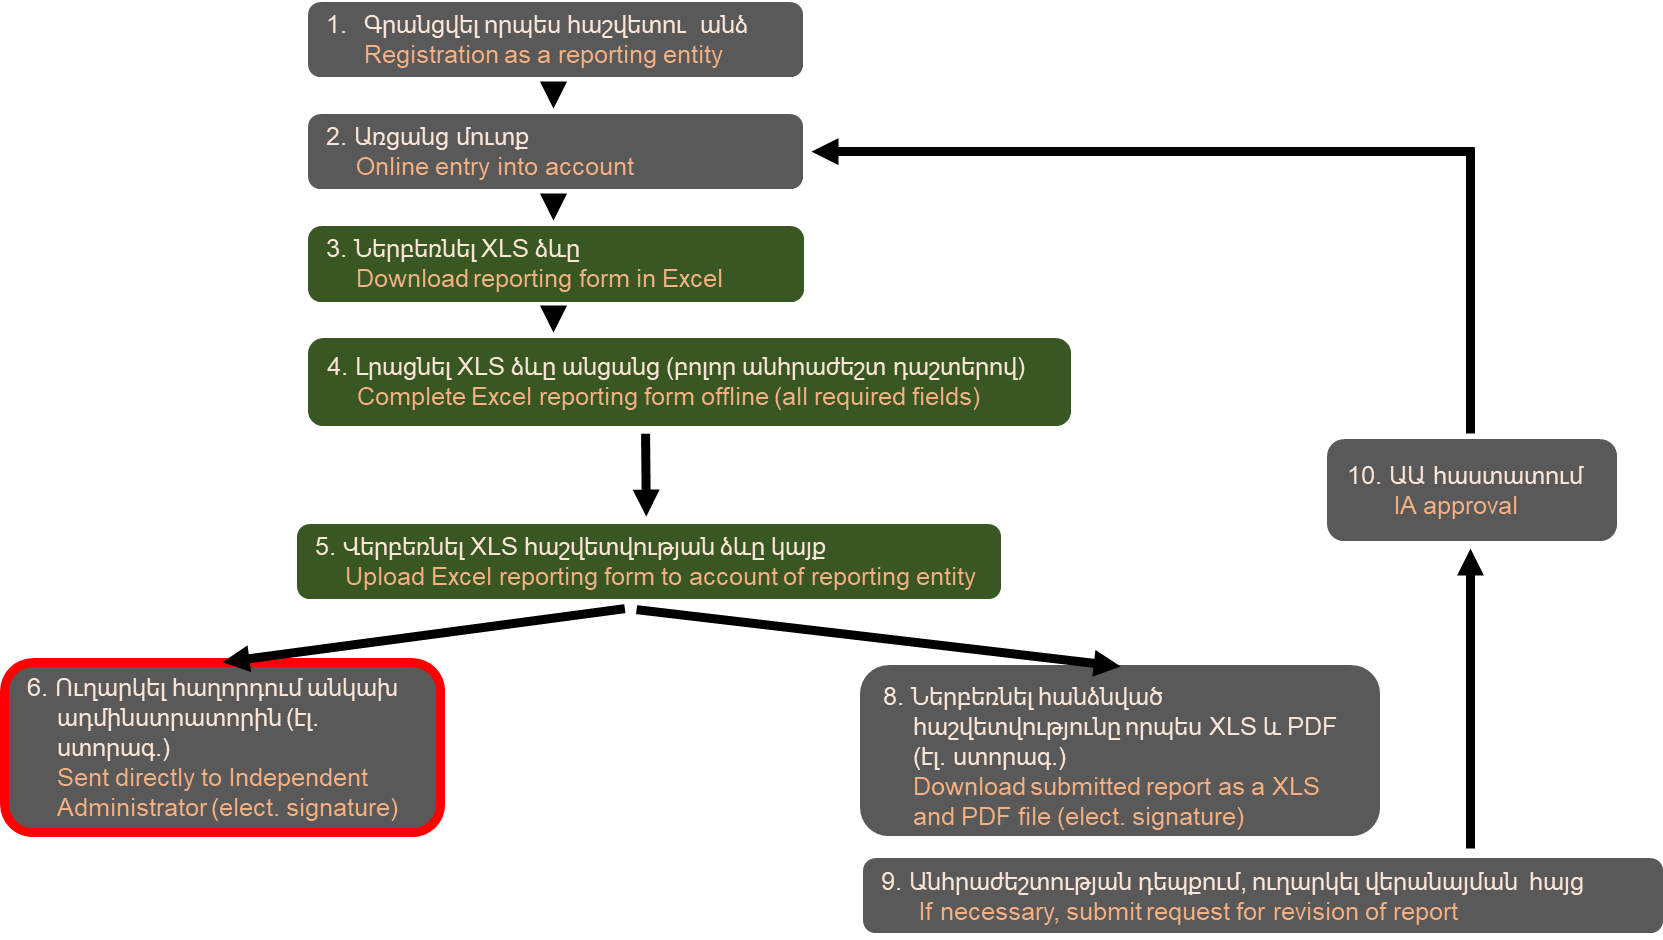 1. Գրանցվել որպես հաշվետու անձ
Registration as a reporting entity
2. Առցանց մուտք
Online entry into account
3. Ներբեռնել XLS ձևը
Download reporting form in Excel
4. Լրացնել XLS ձևը անցանց (բոլոր անհրաժեշտ դաշտերով)
Complete Excel reporting form offline (all required fields)
10. ԱԱ հաստատում
IA approval
5. Վերբեռնել XLS հաշվետվության ձևը կայք
Upload Excel reporting form to account of reporting entity
6. Ուղարկել հաղորդում անկախ
ադմինստրատորին (էլ.
ստորագ.)
Sent directly to Independent
Administrator (elect. signature)
8. Ներբեռնել հանձնված
հաշվետվությունը որպես XLS և PDF
(էլ. ստորագ.)
Download submitted report as a XLS
and PDF file (elect. signature)
9. Անհրաժեշտության դեպքում, ուղարկել վերանայման հայց
If necessary, submit request for revision of report